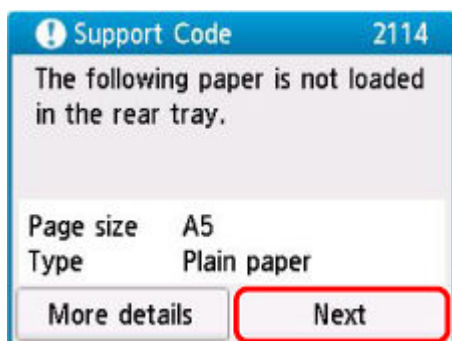 Support Code 2114
The following paper is not loaded
in the rear tray.
Page size A5
Type Plain paper
More details Next